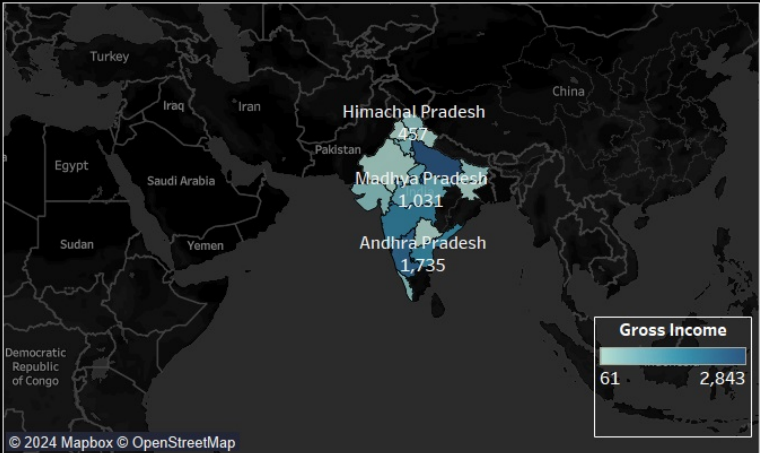 Turkey
China
Iraq
Iran
Himachal Pradesh
457
Pakistan
Egypt
Saudi Arabia
Madhya Pradesh
1,031
Sudan
Yemen
Andhra Pradesh
1,735
Democratic
Republic
of Congo
Gross Income
61 2,843
© 2024 Mapbox © OpenStreetMap